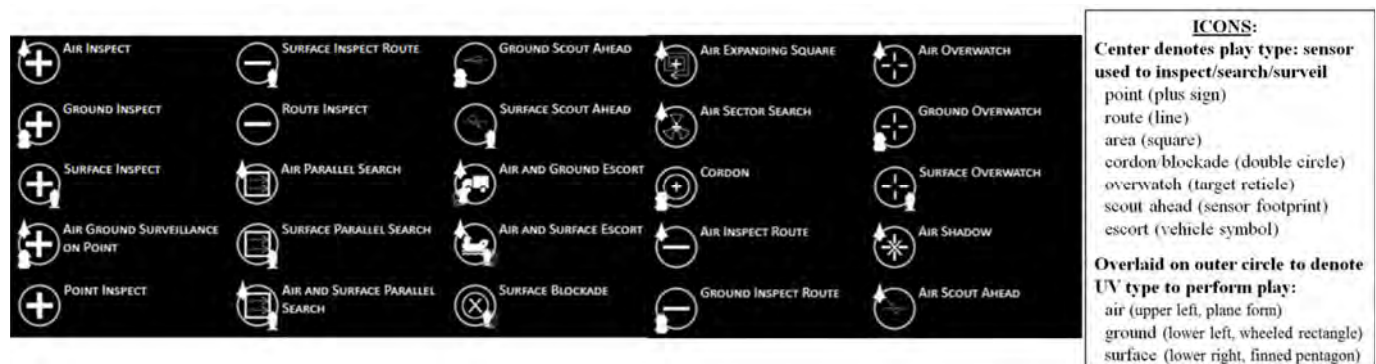 AIR INSPECT
GROUND INSPECT
SURFACE INSPECT
AIR GROUND SURVEILLANCE
ON POINT
POINT INSPECT
SURFACE INSPECT ROUTE
ROUTE INSPECT
AIR PARALLEL SEARCH
SURFACE PARALLEL SEARCH
AIR AND SURFACE PARALLEL
SEARCH
GROUND SCOUT AHEAD
SURFACE SCOUT AHEAD
AIR AND GROUND ESCORT
AIR AND SURFACE ESCORT
SURFACE BLOCKADE
AIR EXPANDING SQUARE
AIR SECTOR SEARCH
CORDON
AIR INSPECT ROUTE
GROUND INSPECT ROUTE
AIR OVERWATCH
GROUND OVERWATCH
SURFACE OVERWATCH
AIR SHADOW
AIR SCOUT AHEAD
ICONS:
Center denotes play type: sensor
used to inspect/search/surveil
point (plus sign)
route (line)
area (square)
cordon/blockade (double circle)
overwatch (target reticle)
scout ahead (sensor footprint)
escort (vehicle symbol)
Overlaid on outer circle to denote
UV type to perform play:
air (upper left, plane form)
ground (lower left, wheeled rectangle)
surface (lower right, finned pentagon)